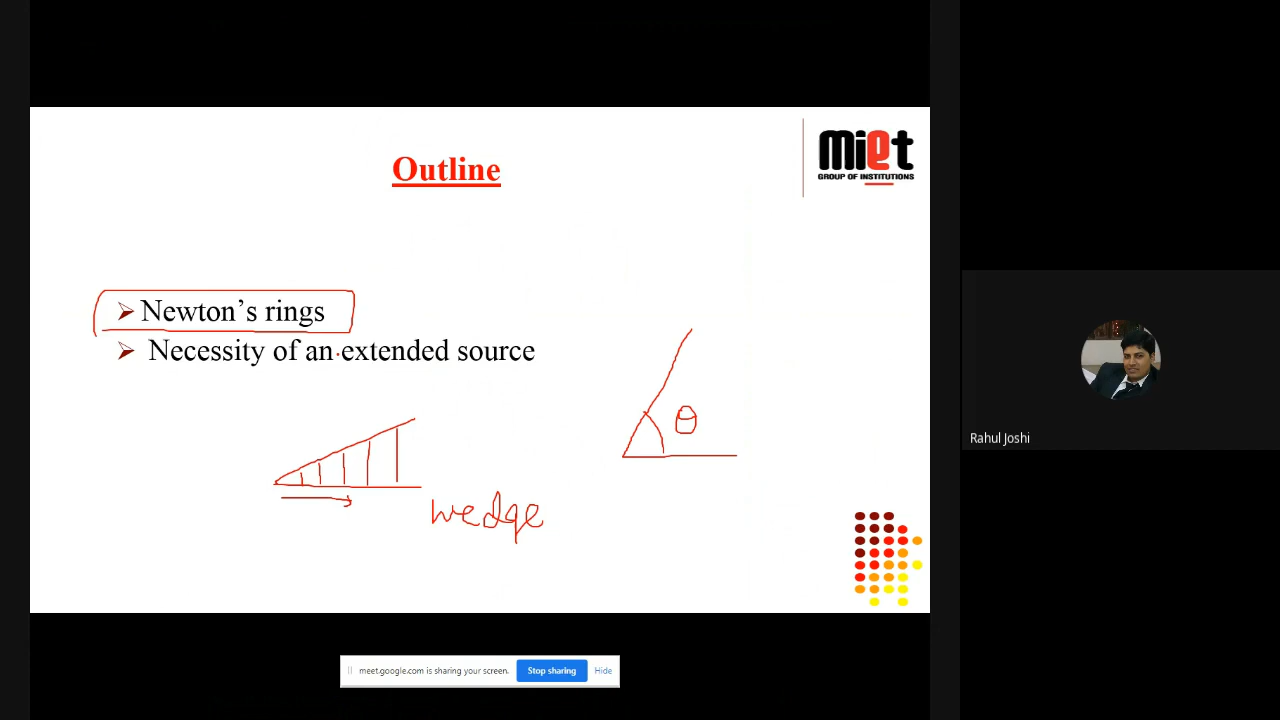 Outline
miet
GROUP OF INSTITUTIONS
Newton's rings
Necessity of an extended source
θ
wedge
Rahul Joshi
meet.google.com is sharing your screen.
Stop sharing
Hide